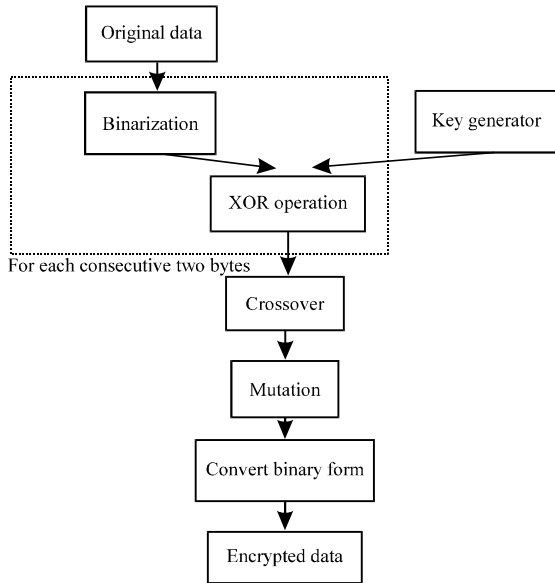 Original data
Binarization
Key generator
XOR operation
For each consecutive two bytes
Crossover
Mutation
Convert binary form
Encrypted data